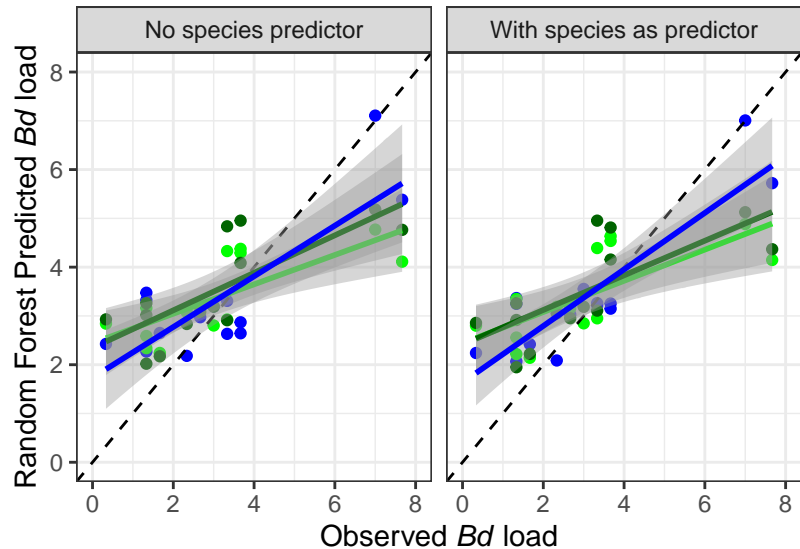 No species predictor
With species as predictor
Random Forest Predicted Bd load
8
6
4
2
0
0 2 4 6 8
0 2 4 6 8
Observed Bd load